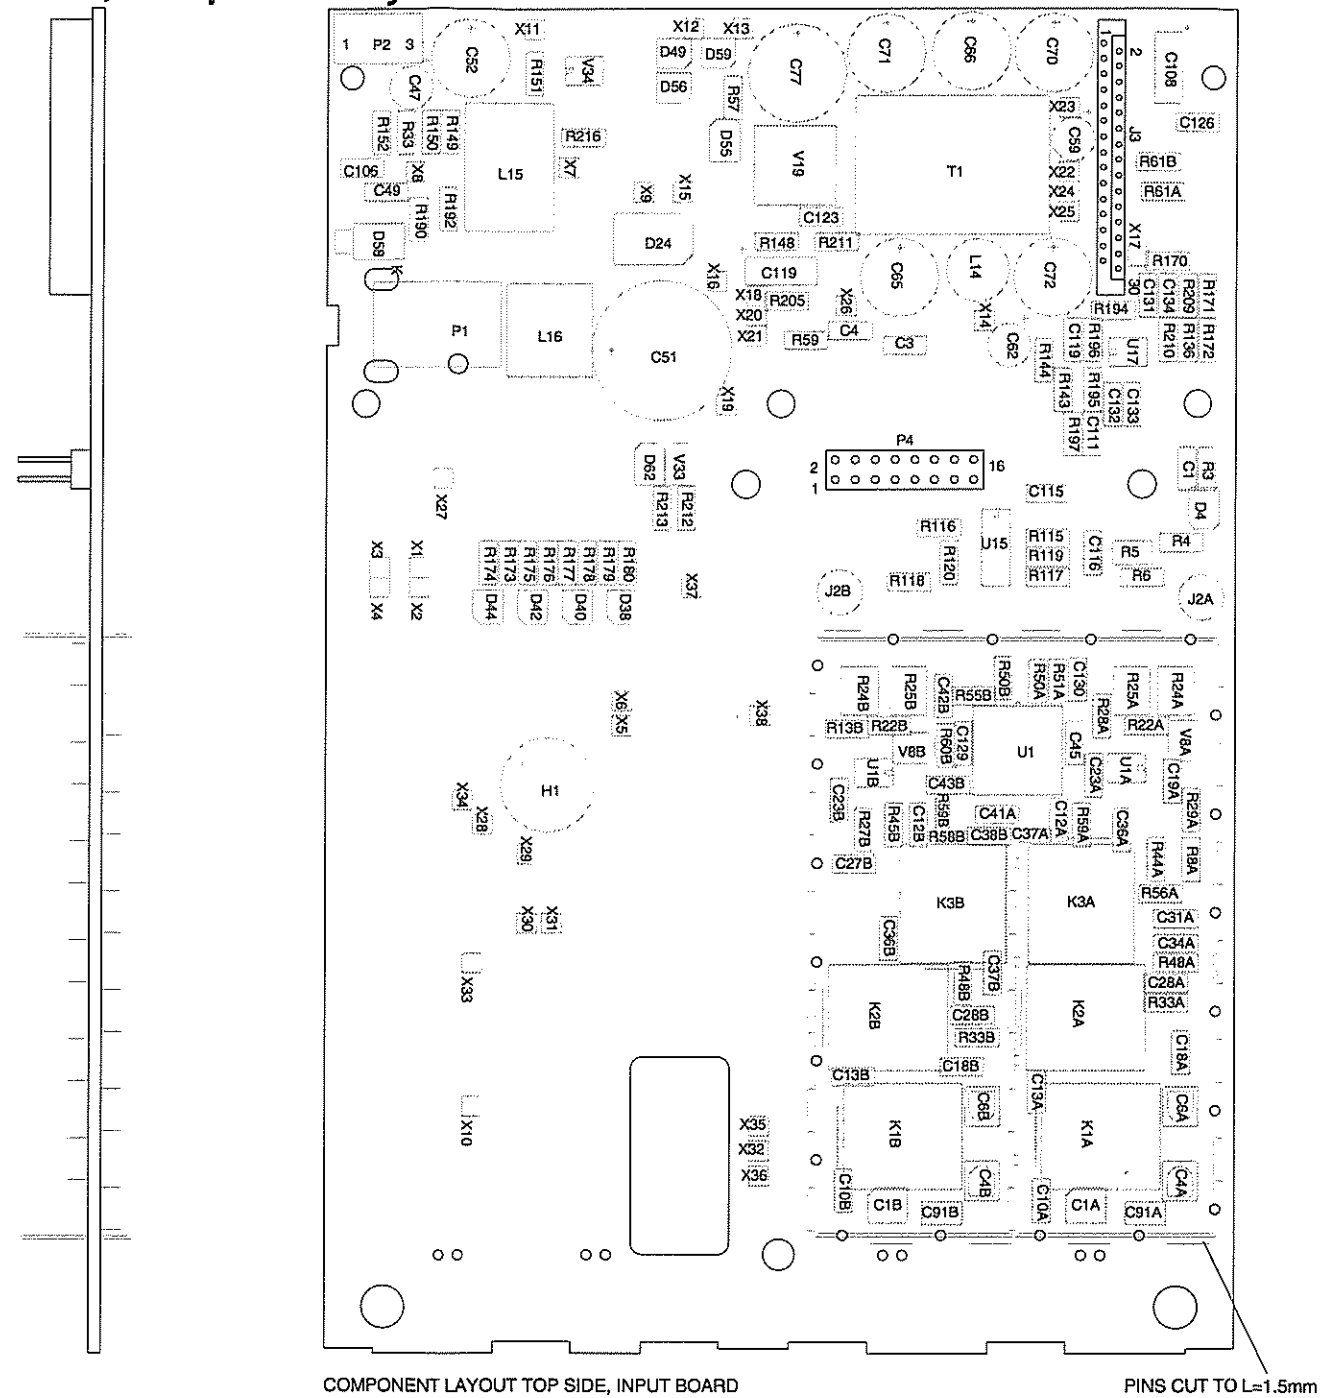 X11
X12
X13
1 P2 3
C52
C47
R151
V34
D49
D59
D56
R57
C77
C71
C66
C70
1
2
C108
X23
C126
R152
R33
R150
R149
R216
D55
V19
C59
J3
C106
X8
L15
X7
T1
X22
R61B
C49
X9
X15
X24
R61A
R190
R192
C123
X25
X17
D58
D24
R148
R211
R170
K
X16
C119
C65
L14
C72
30
C131
C134
R209
R171
X18
R205
X26
R194
P1
L16
C51
X20
C4
X14
X21
R59
C3
C62
R144
C119
R196
U17
R210
R136
R172
X19
R143
R195
C132
C133
P4
R197
C111
2
16
1
D62
V33
C1
R3
X27
R213
R212
C115
D4
R116
U15
R115
R4
X3
X1
R174
R173
R175
R176
R177
R178
R179
R180
R120
R119
C116
R5
X37
R118
R117
R6
X4
X2
D44
D42
D40
D38
J2B
J2A
R24B
R25B
C42B
R55B
R50B
R50A
R51A
C130
R25A
R24A
X6
X5
X38
R28A
R13B
R22B
R22A
V8B
R60B
C129
U1
C45
V8A
U1B
C23A
U1A
C19A
H1
C43B
X34
C23B
R59B
C41A
C12A
R29A
X28
R27B
R45B
C12B
R58B
C38B
C37A
R59A
C36A
X29
C27B
R44A
R8A
K3B
K3A
R56A
X30
X31
C31A
C36B
C34A
X33
R48B
C37B
R48A
C28A
K2B
C28B
K2A
R33A
R33B
C18A
C13B
C18B
C13A
X10
C6B
C6A
X35
K1B
K1A
X32
X36
C10B
C4B
C10A
C4A
C1B
C91B
C1A
C91A
COMPONENT LAYOUT TOP SIDE, INPUT BOARD
PINS CUT TO L=1.5mm